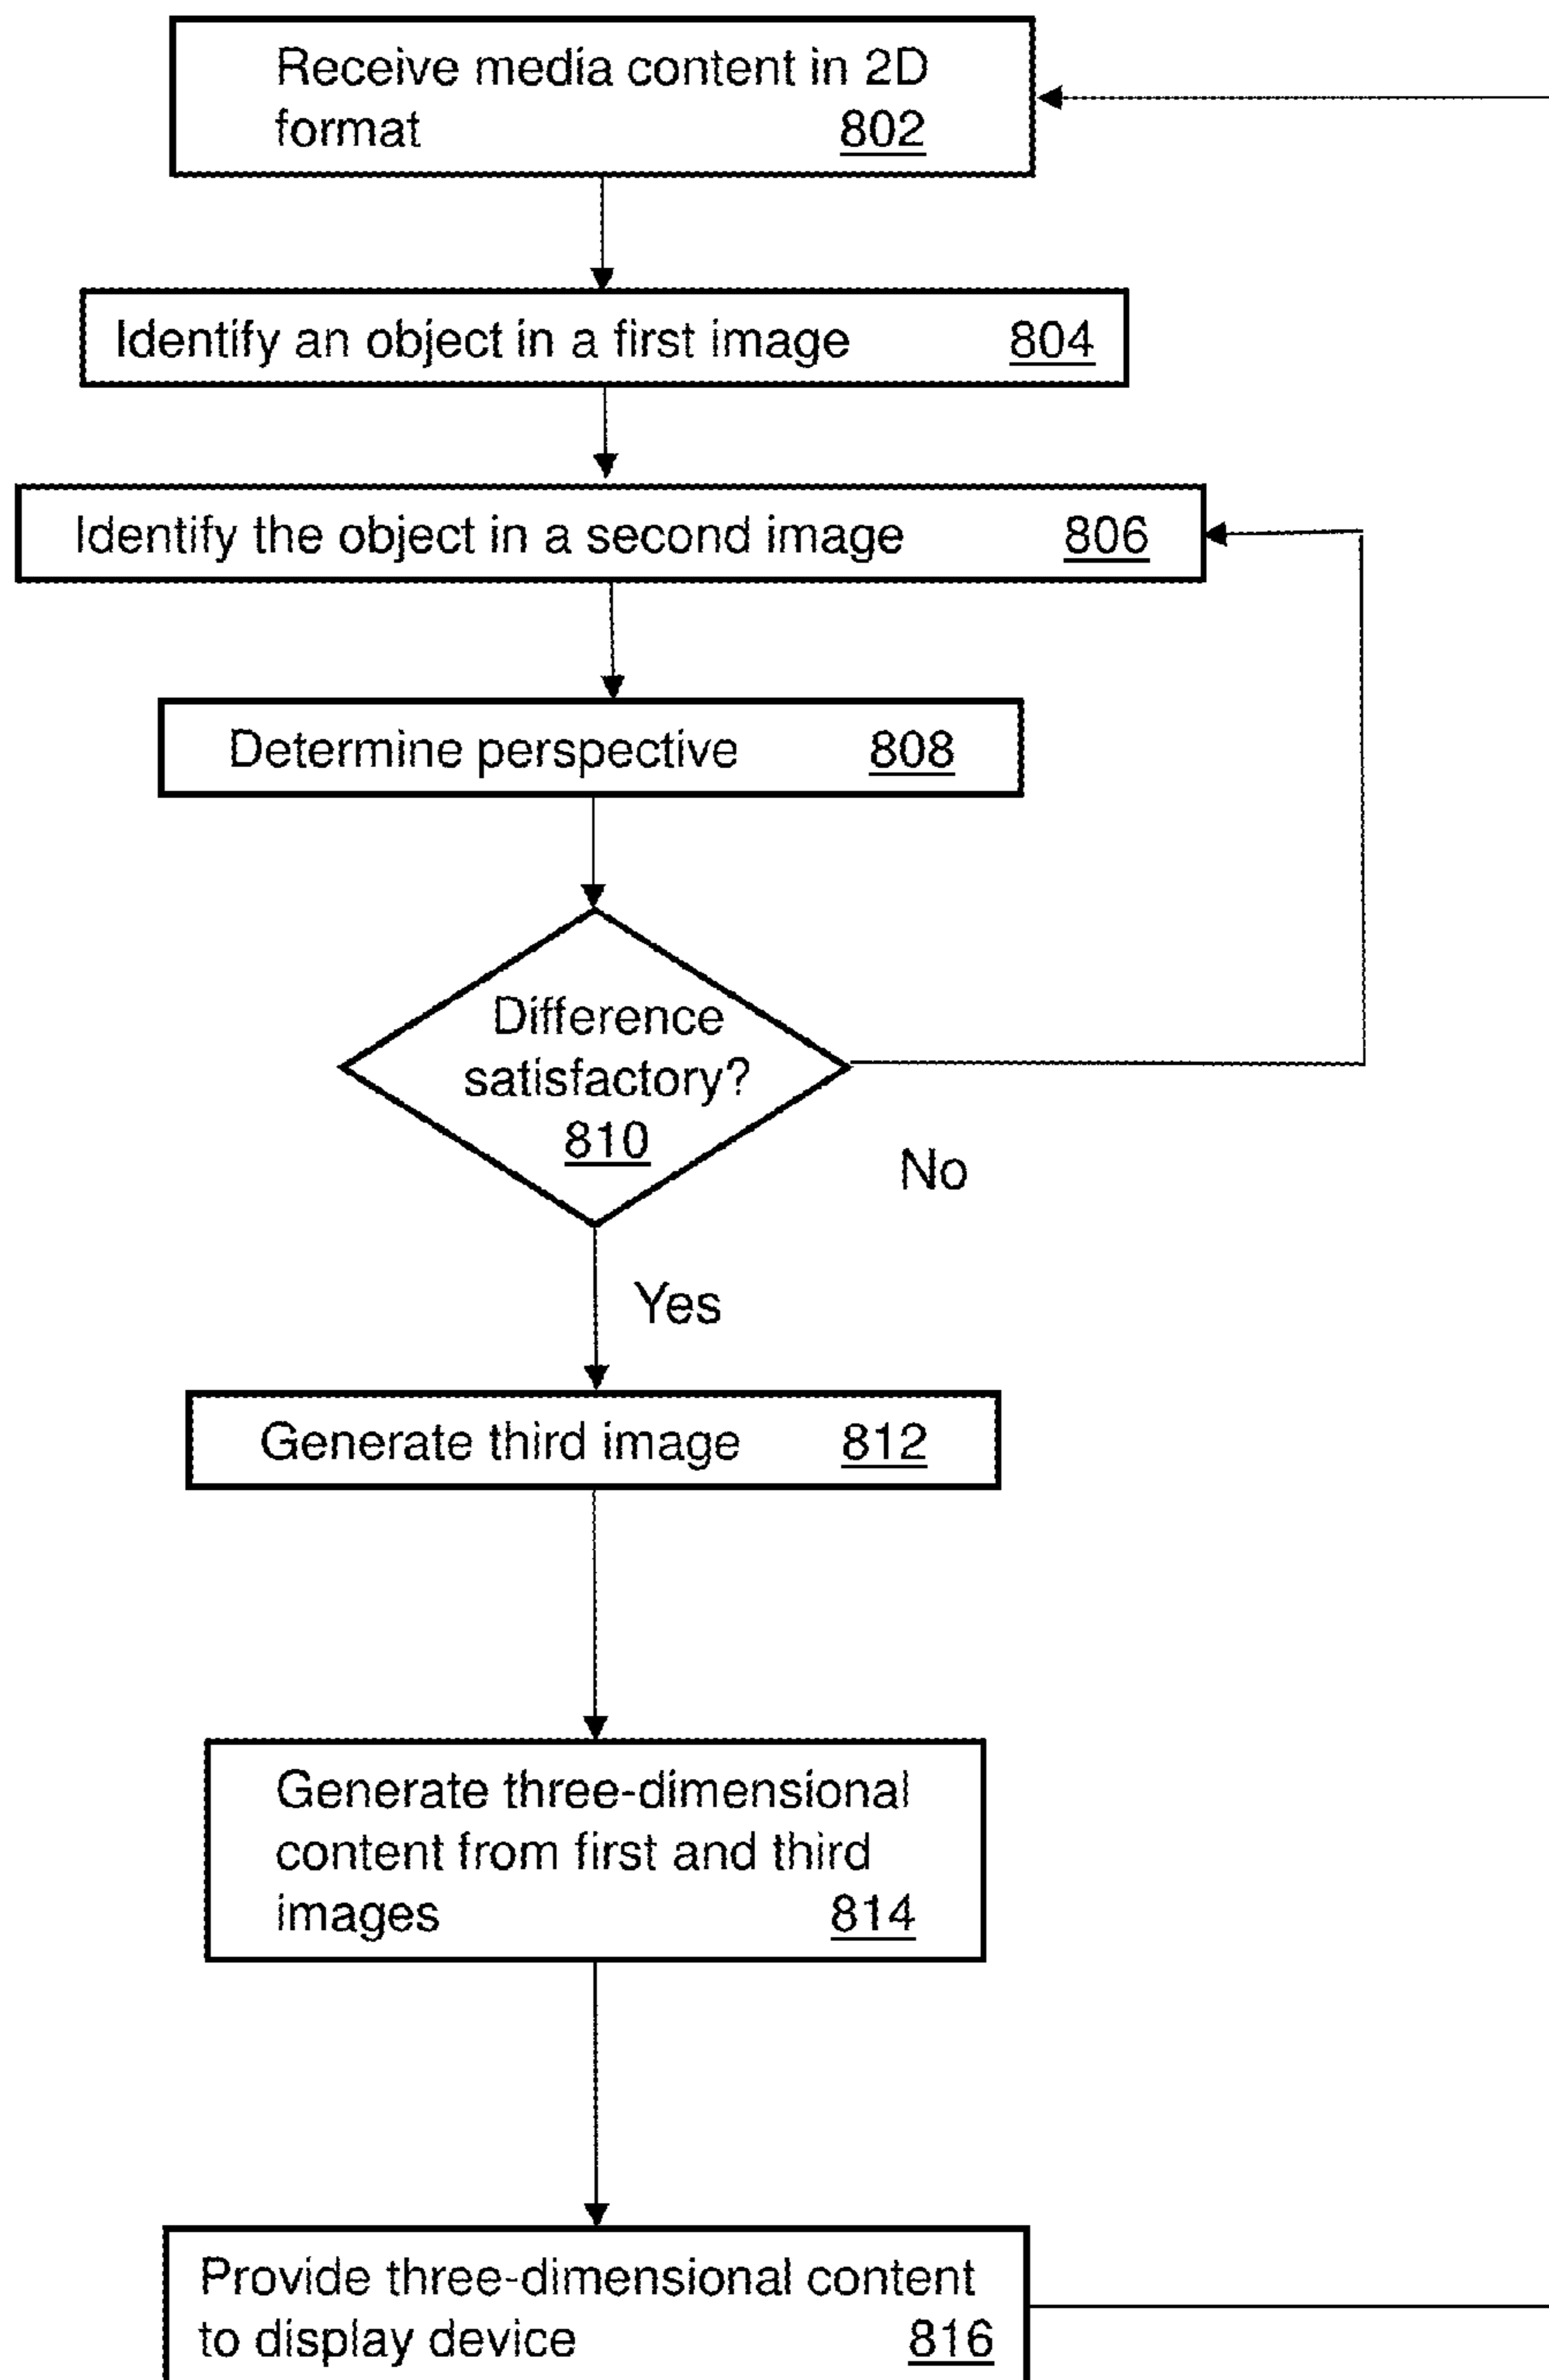 Receive media content in 2D
format 802
Identify an object in a first image 804
Identify the object in a second image 806
Determine perspective 808
Difference
satisfactory?
810
No
Yes
Generate third image 812
Generate three-dimensional
content from first and third
images 814
Provide three-dimensional content
to display device 816